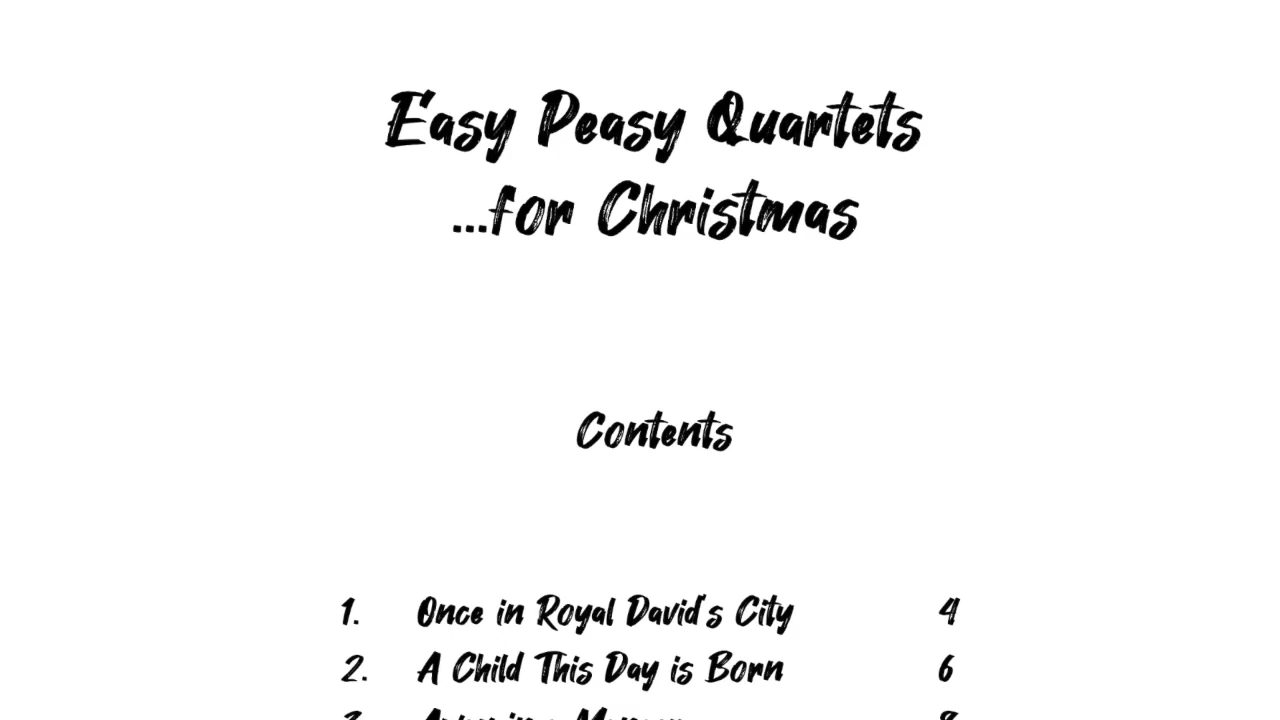 Easy Peasy Quartets
...for Christmas
Contents
1. Once in Royal David's City 4
2. A Child This Day is Born 6